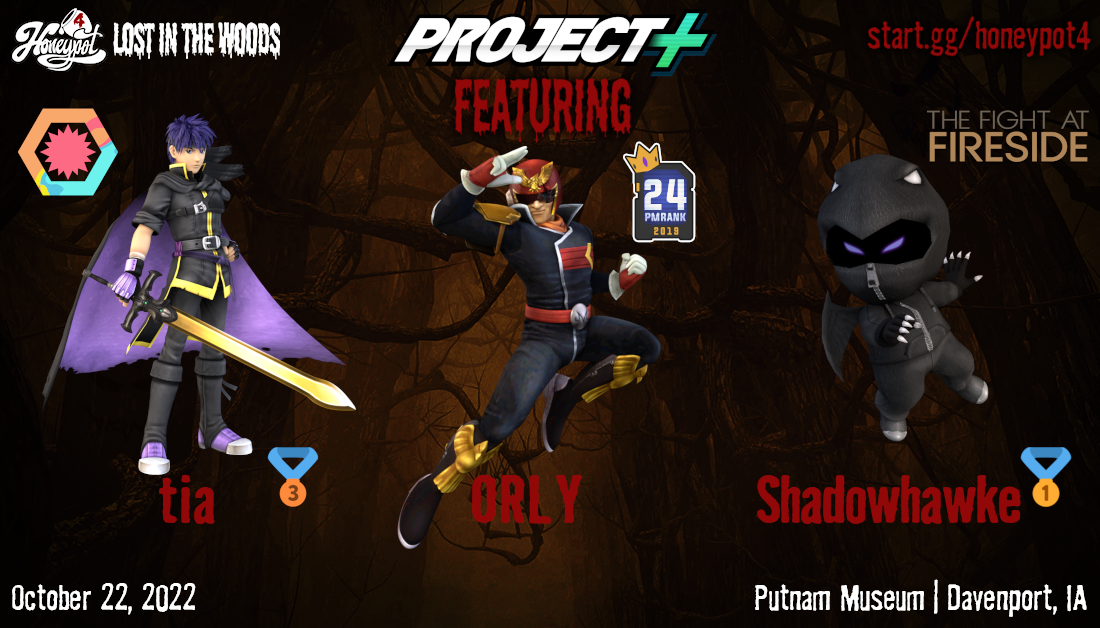 4
Honeypot
LOST IN THE WOODS
PROJECT+
start.gg/honeypot4
FEATURING
THE FIGHT AT
FIRESIDE
24
PMRANK
2019
3
1
tia
ORLY
Shadowhawke
October 22, 2022
Putnam Museum | Davenport, IA